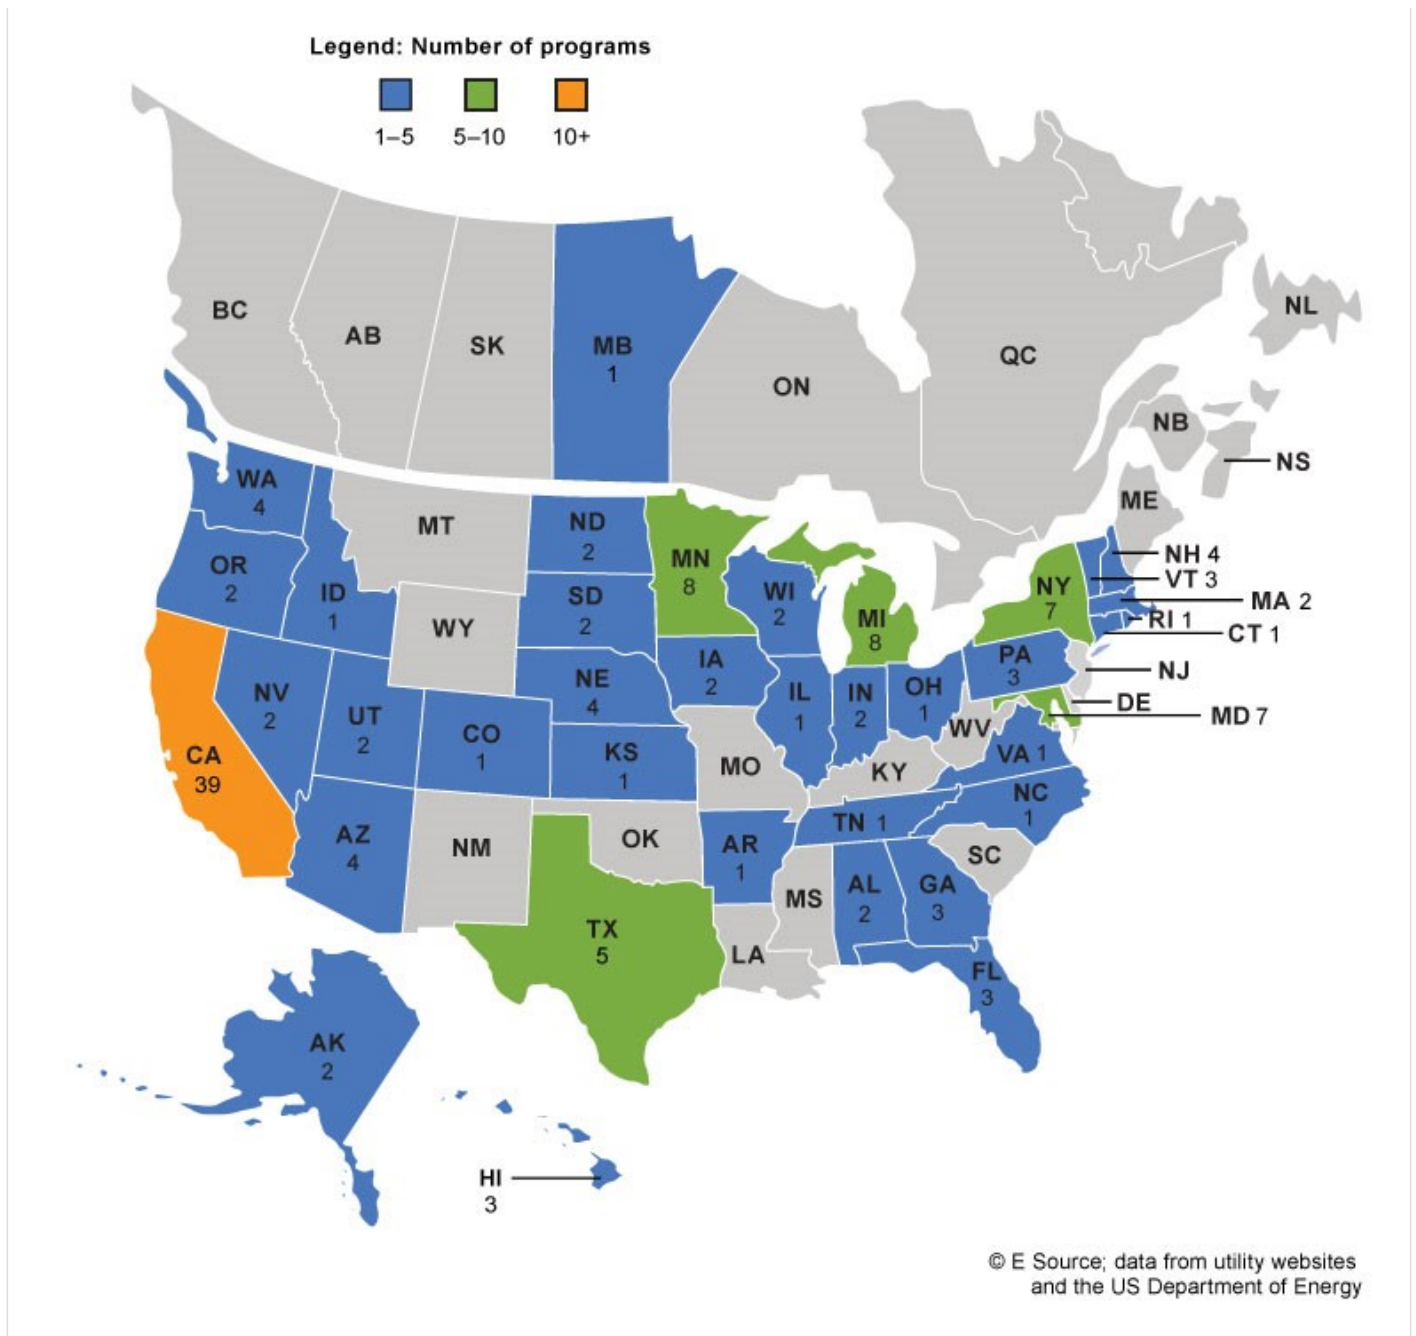 Legend: Number of programs
1–5 5–10 10+
BC
AB
SK
MB
1
ON
QC
NL
NB
NS
WA
4
OR
2
ID
1
MT
WY
ND
2
SD
2
NE
4
KS
1
MN
8
WI
2
MI
8
IA
2
IL
1
IN
2
OH
1
PA
3
NY
7
ME
NH 4
VT 3
MA 2
RI 1
CT 1
NJ
DE
MD 7
WV
VA 1
KY
MO
CA
39
NV
2
UT
2
CO
1
AZ
4
NM
OK
TX
5
AR
1
LA
MS
TN 1
NC
1
SC
AL
2
GA
3
FL
3
AK
2
HI
3
© E Source; data from utility websites
and the US Department of Energy